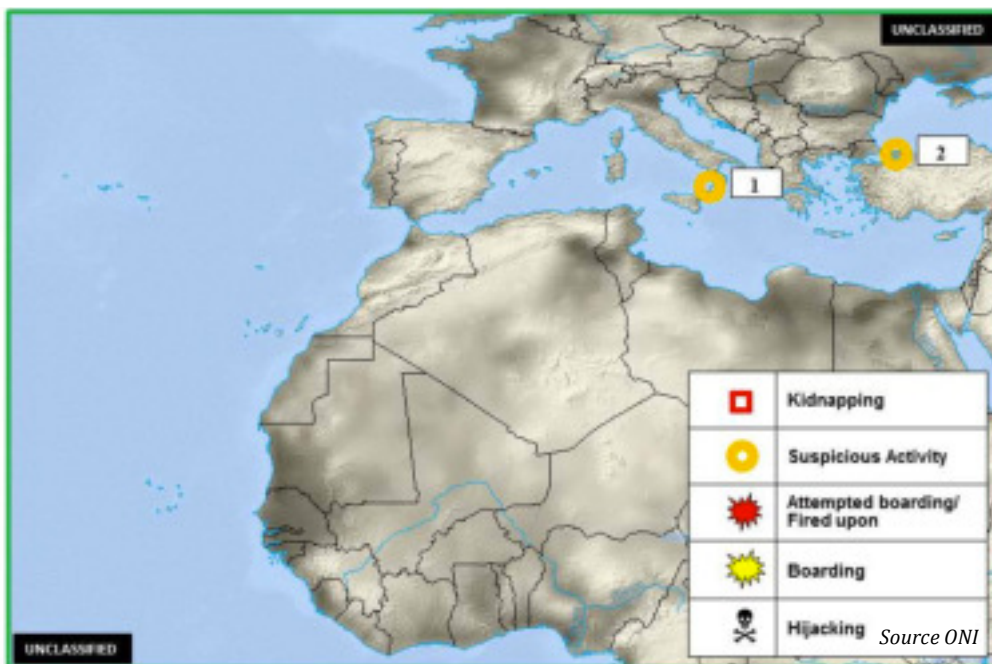 UNCLASSIFIED
2
1
Kidnapping
Suspicious Activity
Attempted boarding/
Fired upon
Boarding
Hijacking
Source ONI
UNCLASSIFIED